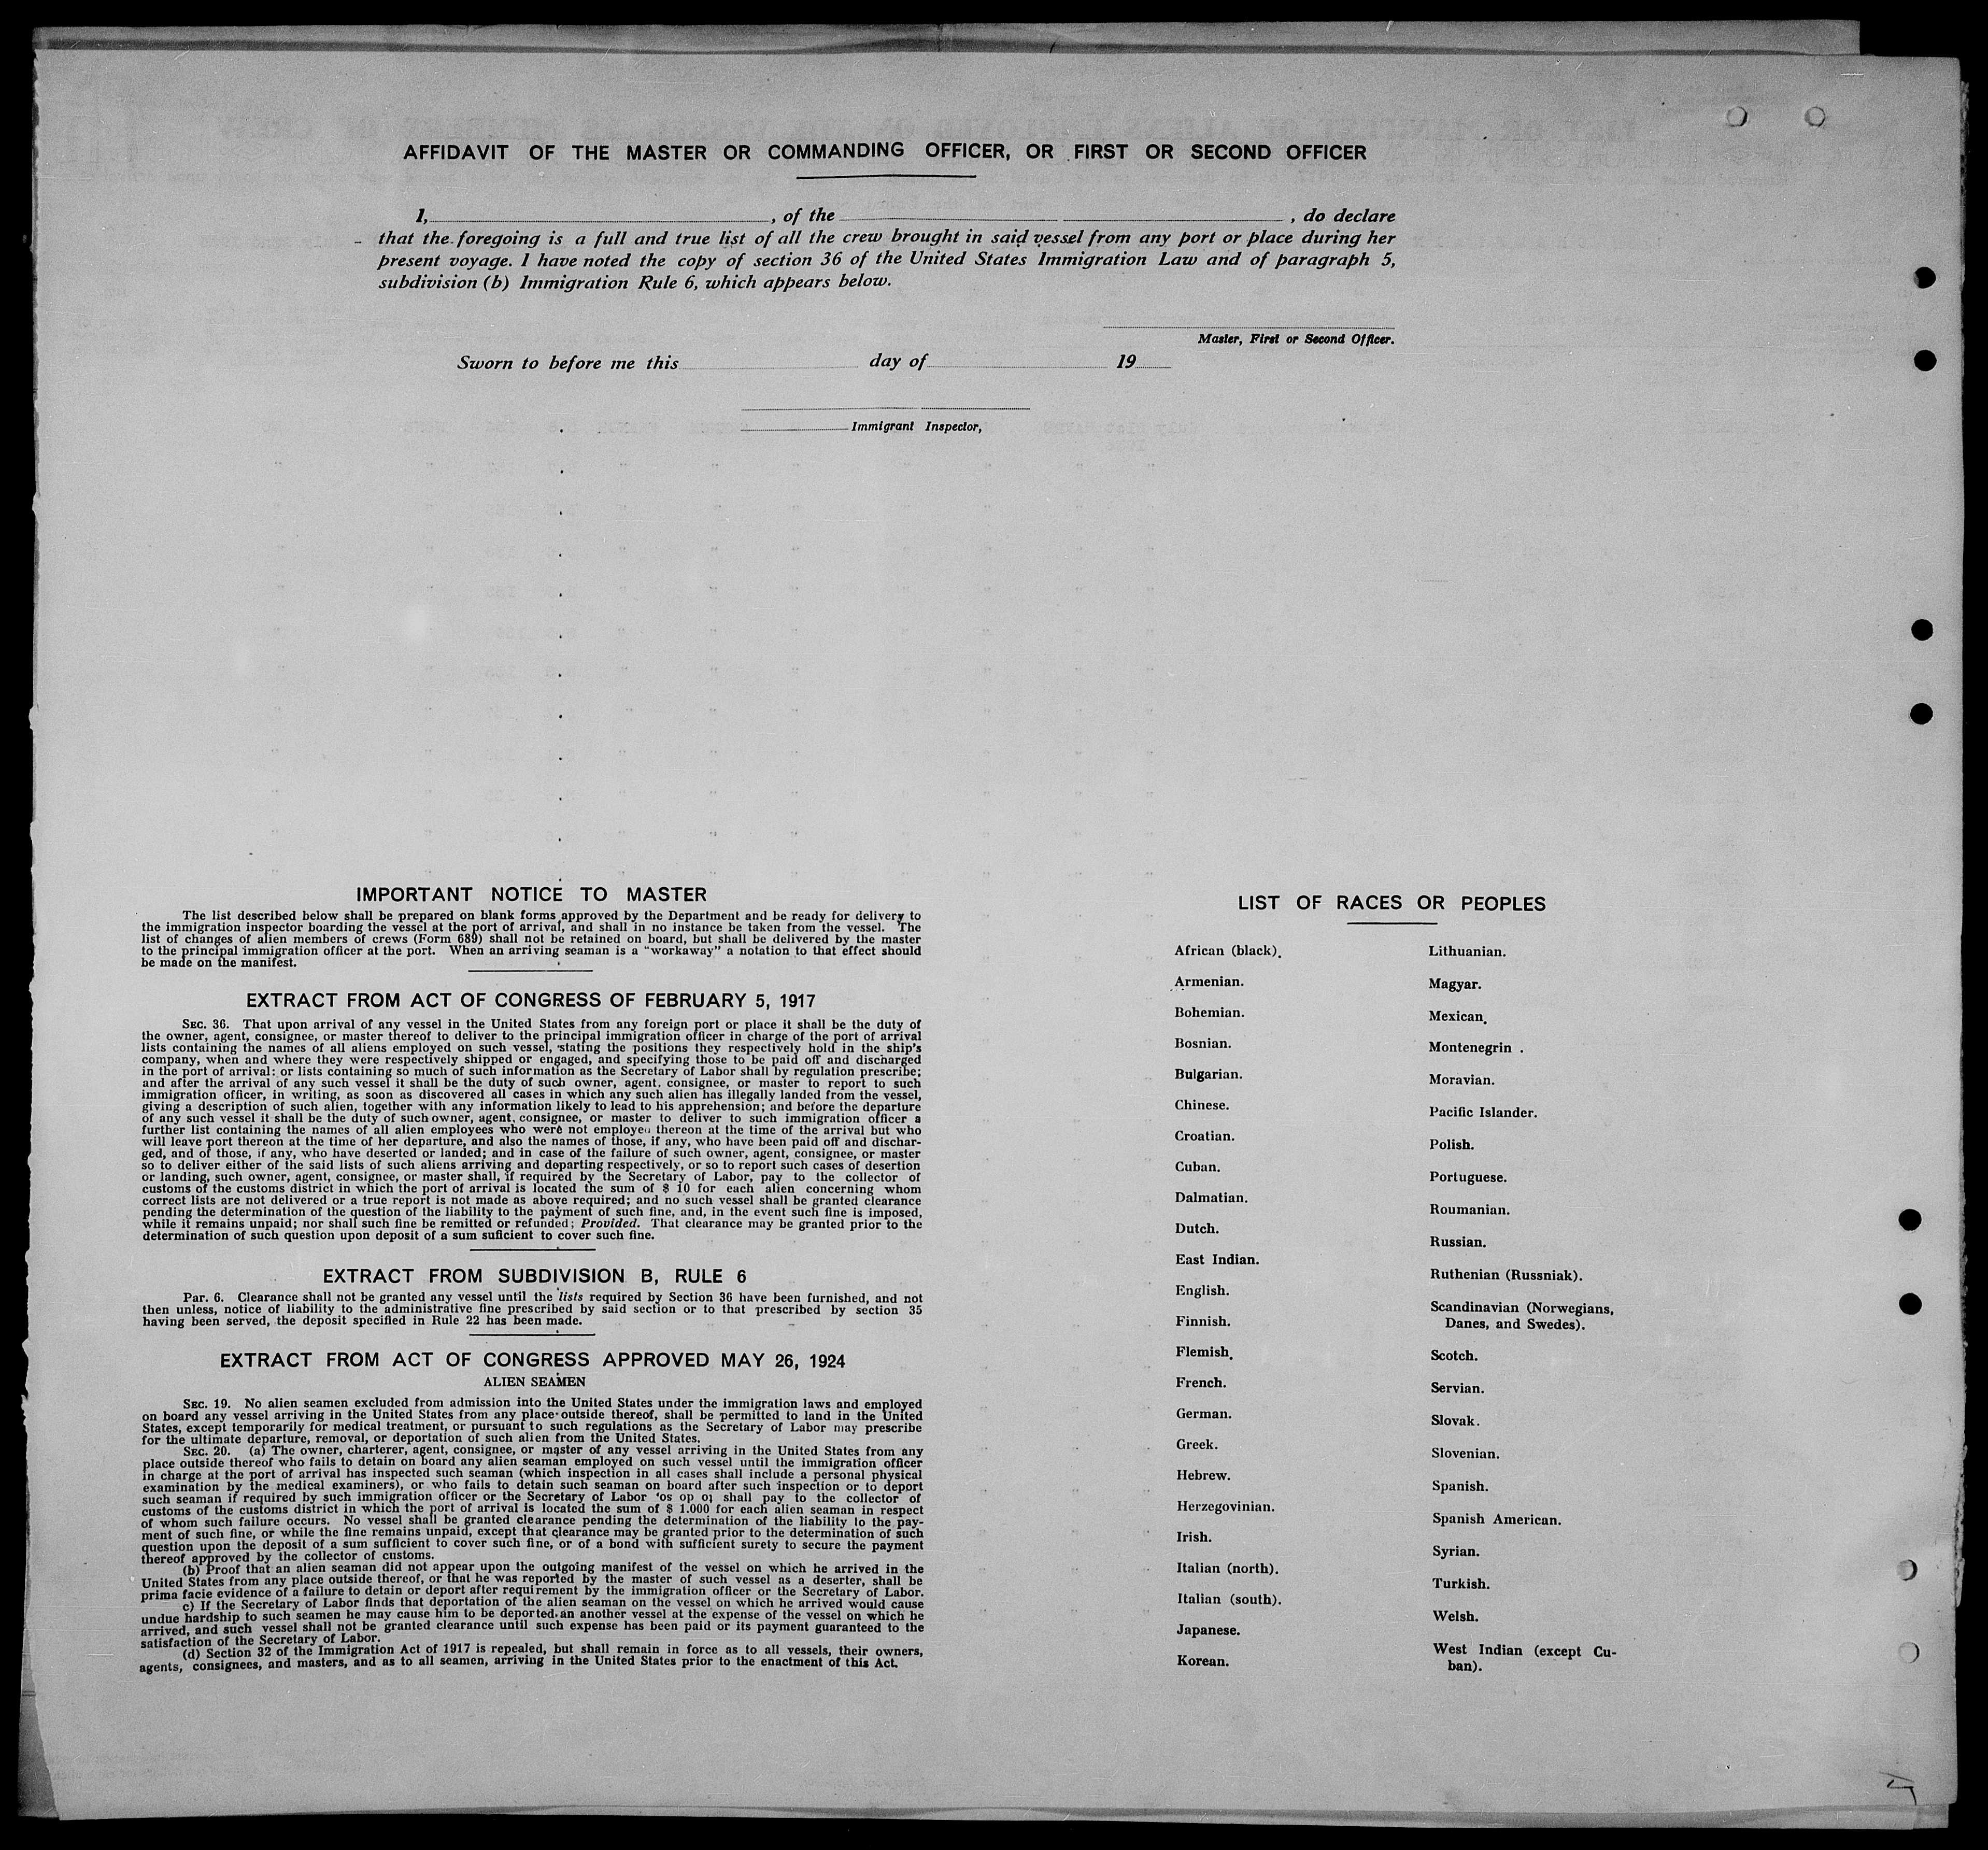 AFFIDAVIT OF THE MASTER OR COMMANDING OFFICER, OR FIRST OR SECOND OFFICER
I, , of the , do declare
that the foregoing is a full and true list of all the crew brought in said vessel from any port or place during her
present voyage. I have noted the copy of section 36 of the United States Immigration Law and of paragraph 5,
subdivision (b) Immigration Rule 6, which appears below.
Master, First or Second Officer.
Sworn to before me this day of 19
Immigrant Inspector,
IMPORTANT NOTICE TO MASTER
The list described below shall be prepared on blank forms approved by the Department and be ready for delivery to
the immigration inspector boarding the vessel at the port of arrival, and shall in no instance be taken from the vessel. The
list of changes of alien members of crews (Form 689) shall not be retained on board, but shall be delivered by the master
to the principal immigration officer at the port. When an arriving seaman is a "workaway" a notation to that effect should
be made on the manifest.
EXTRACT FROM ACT OF CONGRESS OF FEBRUARY 5, 1917
SEC. 36. That upon arrival of any vessel in the United States from any foreign port or place it shall be the duty of
the owner, agent, consignee, or master thereof to deliver to the principal immigration officer in charge of the port of arrival
lists containing the names of all aliens employed on such vessel, stating the positions they respectively hold in the ship's
company, when and where they were respectively shipped or engaged, and specifying those to be paid off and discharged
in the port of arrival: or lists containing so much of such information as the Secretary of Labor shall by regulation prescribe;
and after the arrival of any such vessel it shall be the duty of such owner, agent, consignee, or master to report to such
immigration officer, in writing, as soon as discovered all cases in which any such alien has illegally landed from the vessel,
giving a description of such alien, together with any information likely to lead to his apprehension; and before the departure
of any such vessel it shall be the duty of such owner, agent, consignee, or master to deliver to such immigration officer a
further list containing the names of all alien employees who were not employed thereon at the time of the arrival but who
will leave port thereon at the time of her departure, and also the names of those, if any, who have been paid off and dischar-
ged, and of those, if any, who have deserted or landed; and in case of the failure of such owner, agent, consignee, or master
so to deliver either of the said lists of such aliens arriving and departing respectively, or so to report such cases of desertion
or landing, such owner, agent, consignee, or master shall, if required by the Secretary of Labor, pay to the collector of
customs of the customs district in which the port of arrival is located the sum of $ 10 for each alien concerning whom
correct lists are not delivered or a true report is not made as above required; and no such vessel shall be granted clearance
pending the determination of the question of the liability to the payment of such fine, and, in the event such fine is imposed,
while it remains unpaid; nor shall such fine be remitted or refunded; Provided. That clearance may be granted prior to the
determination of such question upon deposit of a sum suficient to cover such fine.
EXTRACT FROM SUBDIVISION B, RULE 6
Par. 6. Clearance shall not be granted any vessel until the lists required by Section 36 have been furnished, and not
then unless, notice of liability to the administrative fine prescribed by said section or to that prescribed by section 35
having been served, the deposit specified in Rule 22 has been made.
EXTRACT FROM ACT OF CONGRESS APPROVED MAY 26, 1924
ALIEN SEAMEN
SEC. 19. No alien seamen excluded from admission into the United States under the immigration laws and employed
on board any vessel arriving in the United States from any place outside thereof, shall be permitted to land in the United
States, except temporarily for medical treatment, or pursuant to such regulations as the Secretary of Labor may prescribe
for the ultimate departure, removal, or deportation of such alien from the United States.
SEC. 20. (a) The owner, charterer, agent, consignee, or master of any vessel arriving in the United States from any
place outside thereof who fails to detain on board any alien seaman employed on such vessel until the immigration officer
in charge at the port of arrival has inspected such seaman (which inspection in all cases shall include a personal physical
examination by the medical examiners), or who fails to detain such seaman on board after such inspection or to deport
such seaman if required by such immigration officer or the Secretary of Labor 'os op oı shall pay to the collector of
customs of the customs district in which the port of arrival is located the sum of $ 1.000 for each alien seaman in respect
of whom such failure occurs. No vessel shall be granted clearance pending the determination of the liability to the pay-
ment of such fine, or while the fine remains unpaid, except that clearance may be granted prior to the determination of such
question upon the deposit of a sum sufficient to cover such fine, or of a bond with sufficient surety to secure the payment
thereof approved by the collector of customs.
(b) Proof that an alien seaman did not appear upon the outgoing manifest of the vessel on which he arrived in the
United States from any place outside thereof, or that he was reported by the master of such vessel as a deserter, shall be
prima facie evidence of a failure to detain or deport after requirement by the immigration officer or the Secretary of Labor.
c) If the Secretary of Labor finds that deportation of the alien seaman on the vessel on which he arrived would cause
undue hardship to such seamen he may cause him to be deported an another vessel at the expense of the vessel on which he
arrived, and such vessel shall not be granted clearance until such expense has been paid or its payment guaranteed to the
satisfaction of the Secretary of Labor.
(d) Section 32 of the Immigration Act of 1917 is repealed, but shall remain in force as to all vessels, their owners,
agents, consignees, and masters, and as to all seamen, arriving in the United States prior to the enactment of this Act.
LIST OF RACES OR PEOPLES
African (black).
Armenian.
Bohemian.
Bosnian.
Bulgarian.
Chinese.
Croatian.
Cuban.
Dalmatian.
Dutch.
East Indian.
English.
Finnish.
Flemish.
French.
German.
Greek.
Hebrew.
Herzegovinian.
Irish.
Italian (north).
Italian (south).
Japanese.
Korean.
Lithuanian.
Magyar.
Mexican.
Montenegrin .
Moravian.
Pacific Islander.
Polish.
Portuguese.
Roumanian.
Russian.
Ruthenian (Russniak).
Scandinavian (Norwegians,
Danes, and Swedes).
Scotch.
Servian.
Slovak.
Slovenian.
Spanish.
Spanish American.
Syrian.
Turkish.
Welsh.
West Indian (except Cu-
ban).